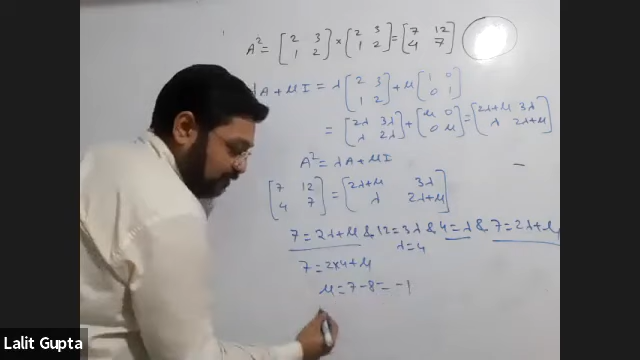 A² = [2 3; 1 2] × [2 3; 1 2] = [7 12; 4 7]
A + μI = λ [2 3; 1 2] + μ [1 0; 0 1]
= [2λ 3λ; λ 2λ] + [μ 0; 0 μ] = [2λ+μ 3λ; λ 2λ+μ]
A² = λA + μI
[7 12; 4 7] = [2λ+μ 3λ; λ 2λ+μ]
7 = 2λ+μ & 12 = 3λ & 4 = λ & 7 = 2λ+μ
λ = 4
7 = 2×4+μ
μ = 7-8 = -1
Lalit Gupta